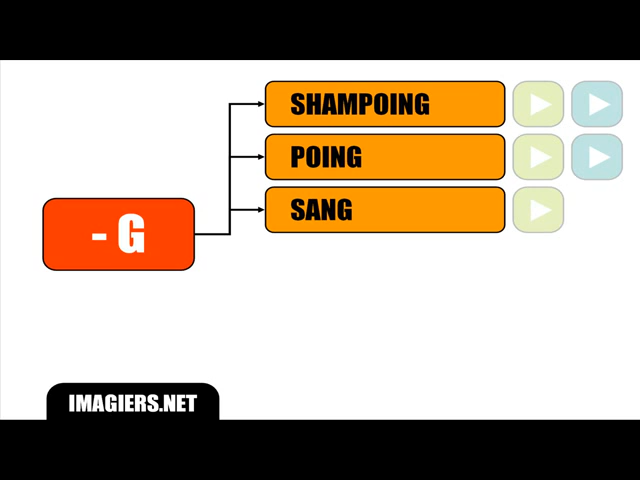 SHAMPOING
POING
SANG
- G
IMAGIERS.NET